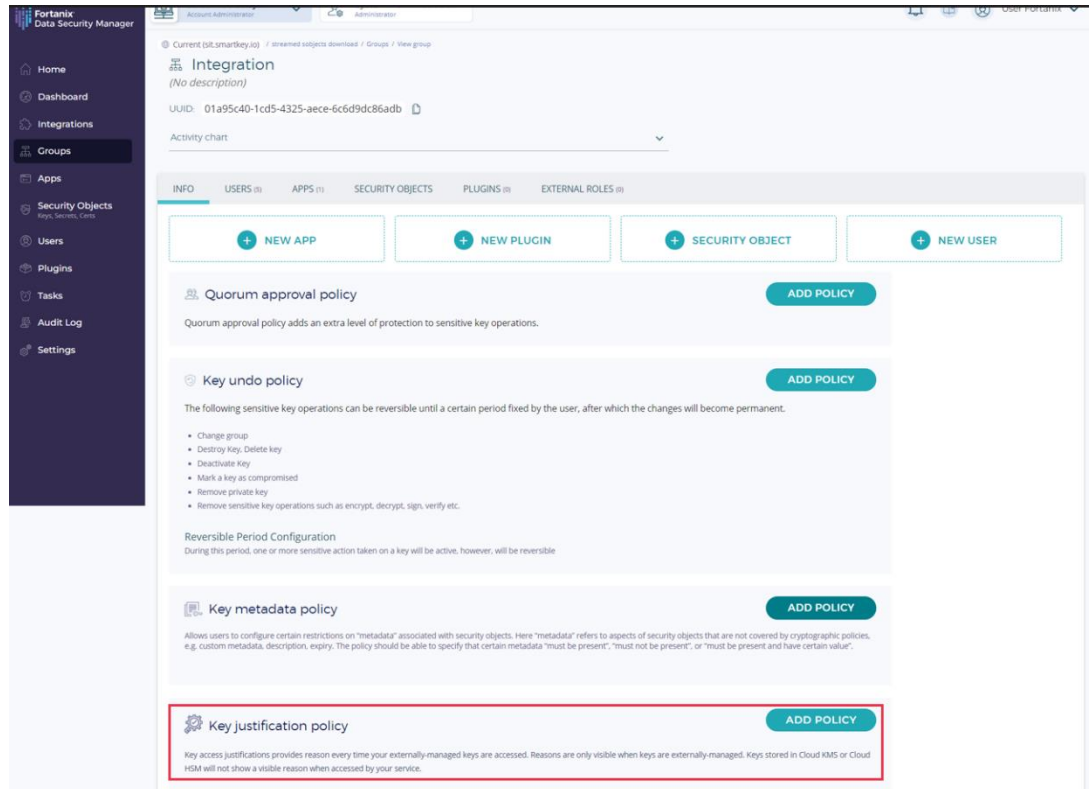 Fortanix
Data Security Manager
Account Administrator
Administrator
User Fortanix
Home
Dashboard
Integrations
Groups
Apps
Security Objects
Keys, Secrets, Certs
Users
Plugins
Tasks
Audit Log
Settings
Current (sit.smartkey.io) / streamed sobjects download / Groups / View group
Integration
(No description)
UUID: 01a95c40-1cd5-4325-aece-6c6d9dc86adb
Activity chart
INFO USERS (5) APPS (1) SECURITY OBJECTS PLUGINS (0) EXTERNAL ROLES (0)
NEW APP NEW PLUGIN SECURITY OBJECT NEW USER
Quorum approval policy ADD POLICY
Quorum approval policy adds an extra level of protection to sensitive key operations.
Key undo policy ADD POLICY
The following sensitive key operations can be reversible until a certain period fixed by the user, after which the changes will become permanent.
• Change group
• Destroy Key, Delete key
• Deactivate Key
• Mark a key as compromised
• Remove private key
• Remove sensitive key operations such as encrypt, decrypt, sign, verify etc.
Reversible Period Configuration
During this period, one or more sensitive action taken on a key will be active, however, will be reversible
Key metadata policy ADD POLICY
Allows users to configure certain restrictions on "metadata" associated with security objects. Here "metadata" refers to aspects of security objects that are not covered by cryptographic policies,
e.g. custom metadata, description, expiry. The policy should be able to specify that certain metadata "must be present", "must not be present", or "must be present and have certain value".
Key justification policy ADD POLICY
Key access justifications provides reason every time your externally-managed keys are accessed. Reasons are only visible when keys are externally-managed. Keys stored in Cloud KMS or Cloud
HSM will not show a visible reason when accessed by your service.